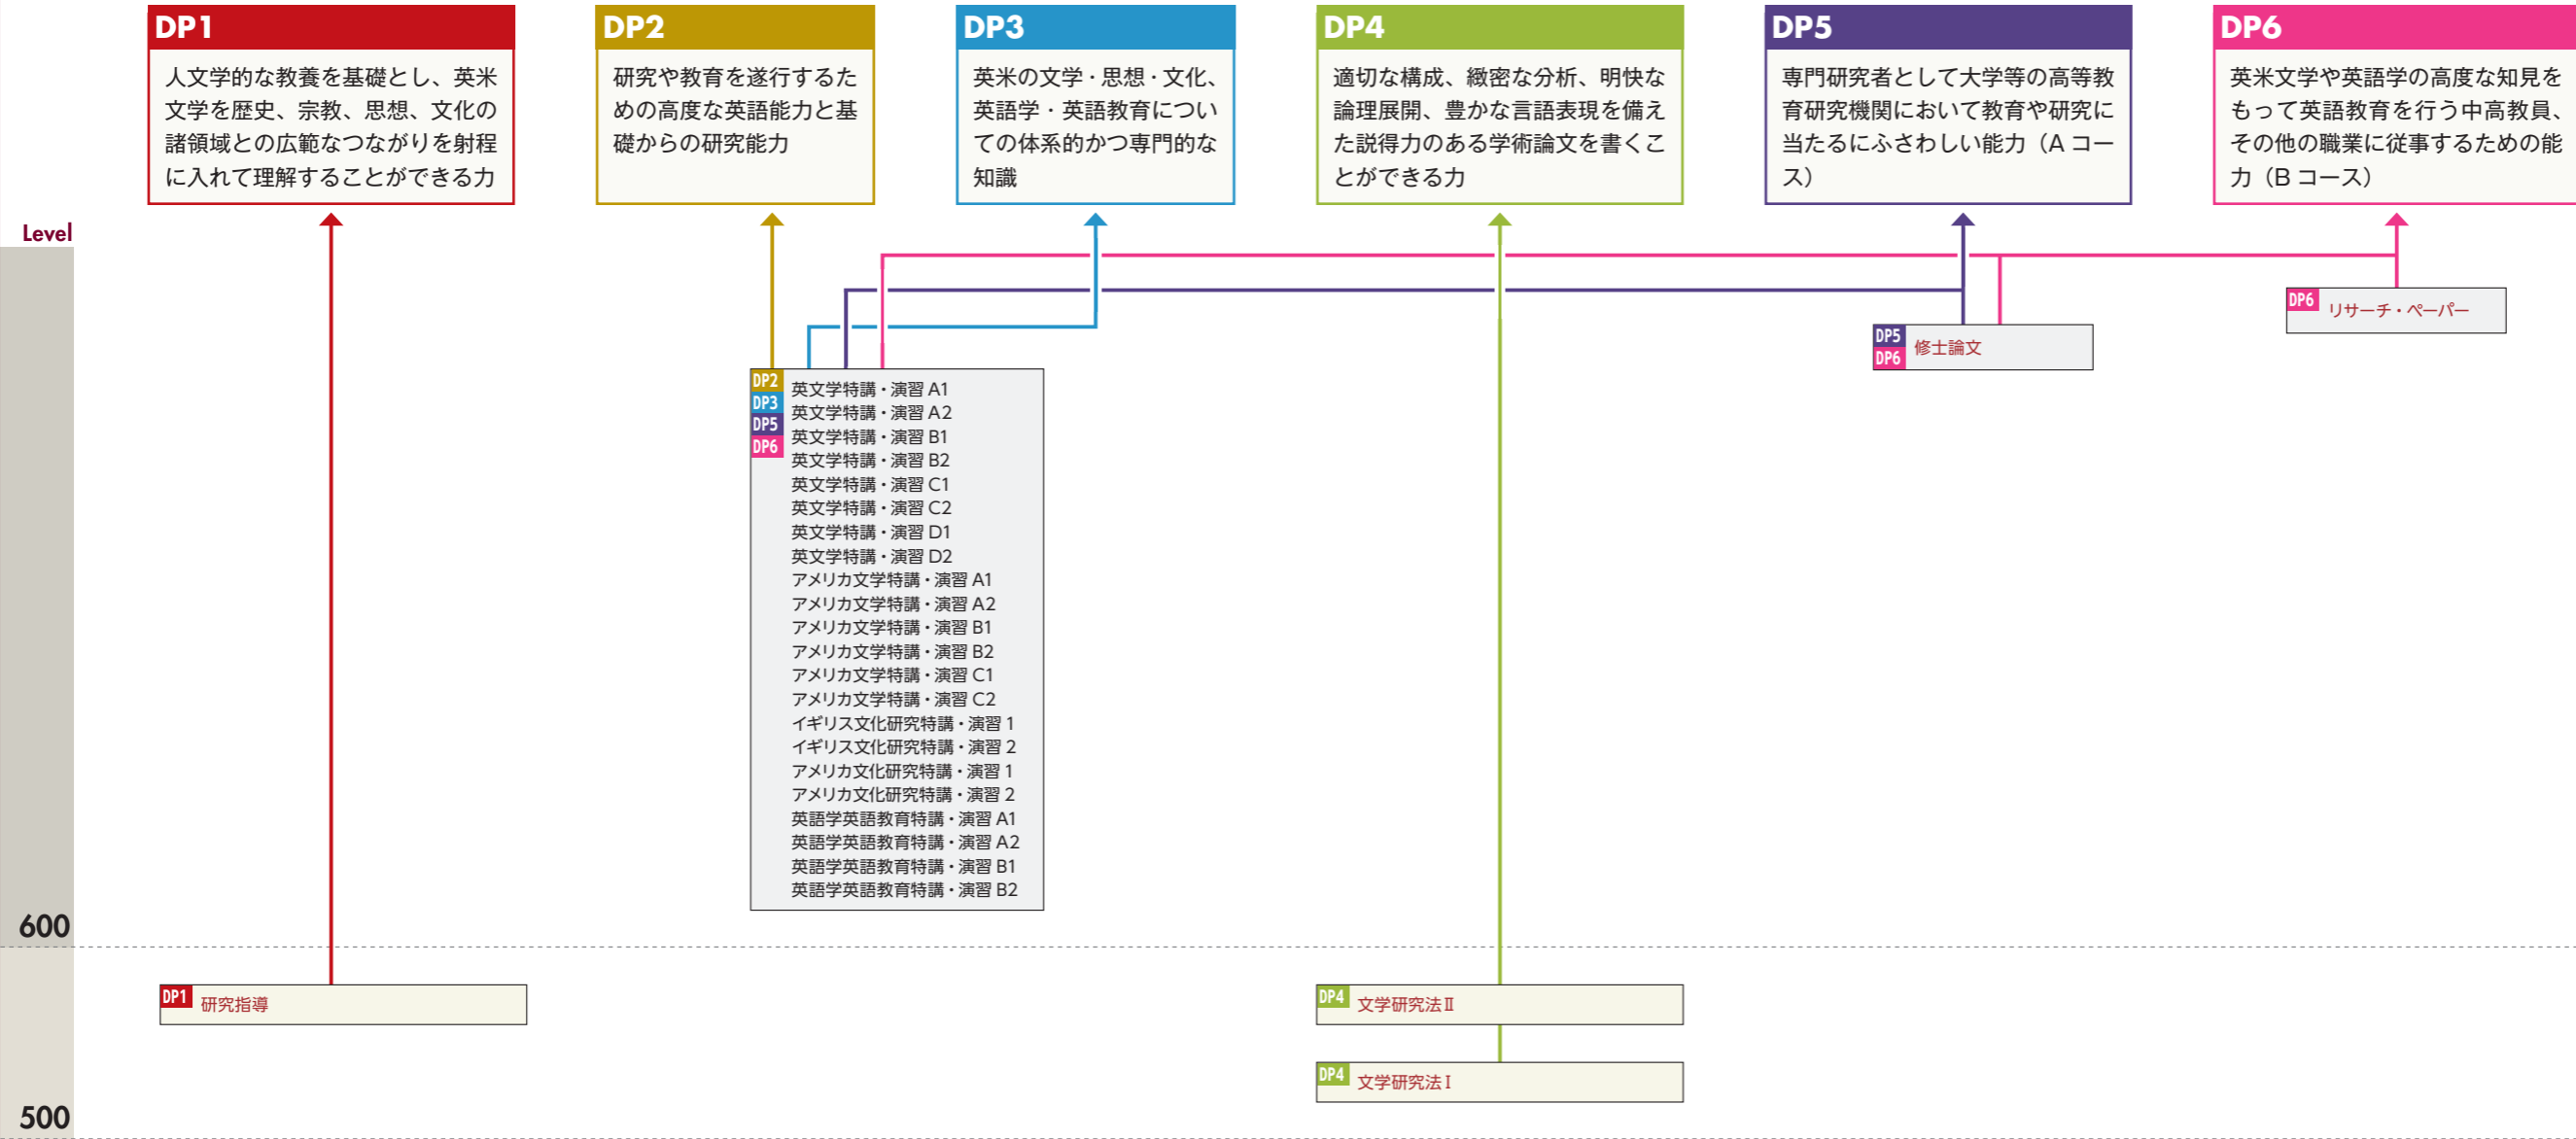 DP1
人文学的な教養を基礎とし、英米
文学を歴史、宗教、思想、文化の
諸領域との広範なつながりを射程
に入れて理解することができる力
DP2
研究や教育を遂行するた
めの高度な英語能力と基
礎からの研究能力
DP3
英米の文学・思想・文化、
英語学・英語教育につい
ての体系的かつ専門的な
知識
DP4
適切な構成、緻密な分析、明快な
論理展開、豊かな言語表現を備え
た説得力のある学術論文を書くこ
とができる力
DP5
専門研究者として大学等の高等教
育研究機関において教育や研究に
当たるにふさわしい能力（A コー
ス）
DP6
英米文学や英語学の高度な知見を
もって英語教育を行う中高教員、
その他の職業に従事するための能
力（B コース）
Level
DP6
リサーチ・ペーパー
DP5
DP6
修士論文
DP2
DP3
DP5
DP6
英文学特講・演習 A1
英文学特講・演習 A2
英文学特講・演習 B1
英文学特講・演習 B2
英文学特講・演習 C1
英文学特講・演習 C2
英文学特講・演習 D1
英文学特講・演習 D2
アメリカ文学特講・演習 A1
アメリカ文学特講・演習 A2
アメリカ文学特講・演習 B1
アメリカ文学特講・演習 B2
アメリカ文学特講・演習 C1
アメリカ文学特講・演習 C2
イギリス文化研究特講・演習 1
イギリス文化研究特講・演習 2
アメリカ文化研究特講・演習 1
アメリカ文化研究特講・演習 2
英語学英語教育特講・演習 A1
英語学英語教育特講・演習 A2
英語学英語教育特講・演習 B1
英語学英語教育特講・演習 B2
600
DP1
研究指導
DP4
文学研究法Ⅱ
DP4
文学研究法Ⅰ
500